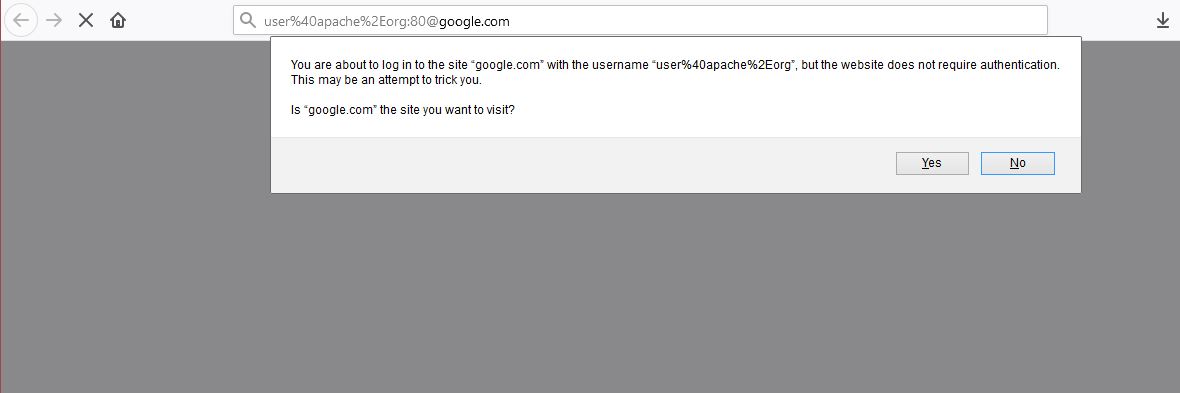 user%40apache%2Eorg:80@google.com
You are about to log in to the site “google.com” with the username “user%40apache%2Eorg”, but the website does not require authentication.
This may be an attempt to trick you.
Is “google.com” the site you want to visit?
Yes No